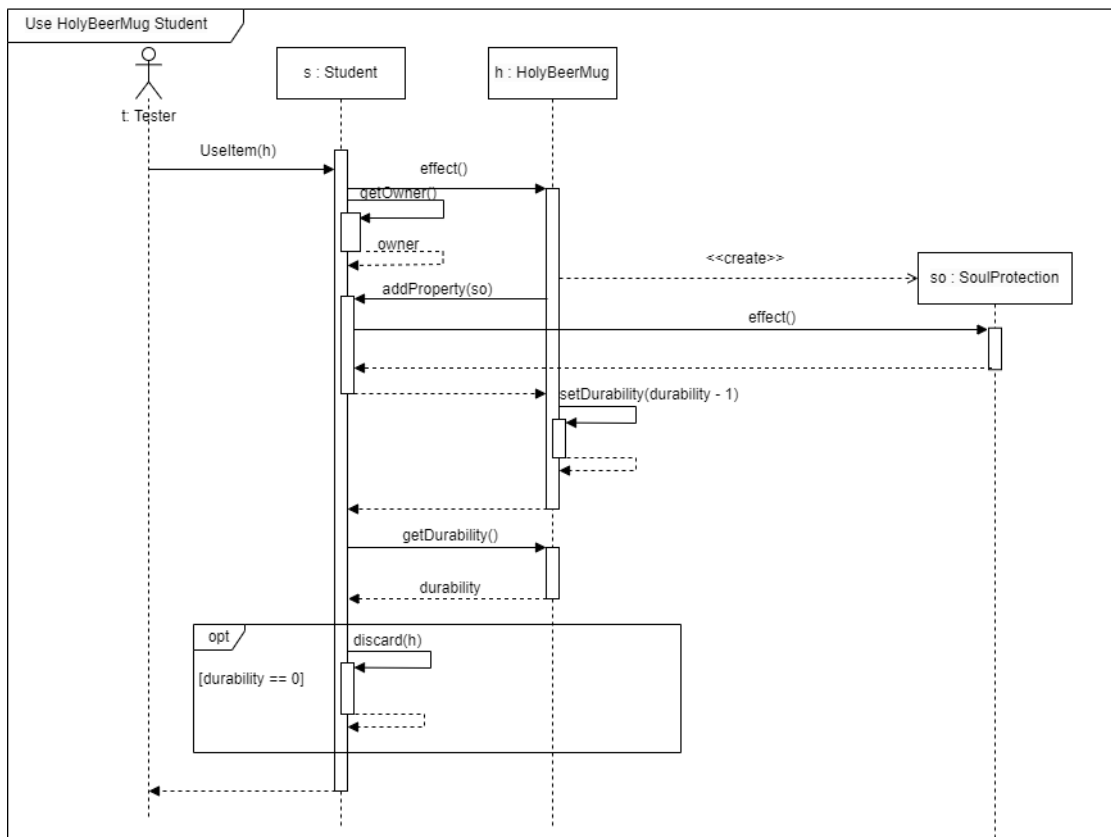 Use HolyBeerMug Student
s : Student
h : HolyBeerMug
t: Tester
UseItem(h)
effect()
getOwner()
owner
<<create>>
so : SoulProtection
addProperty(so)
effect()
setDurability(durability - 1)
getDurability()
durability
opt
discard(h)
[durability == 0]